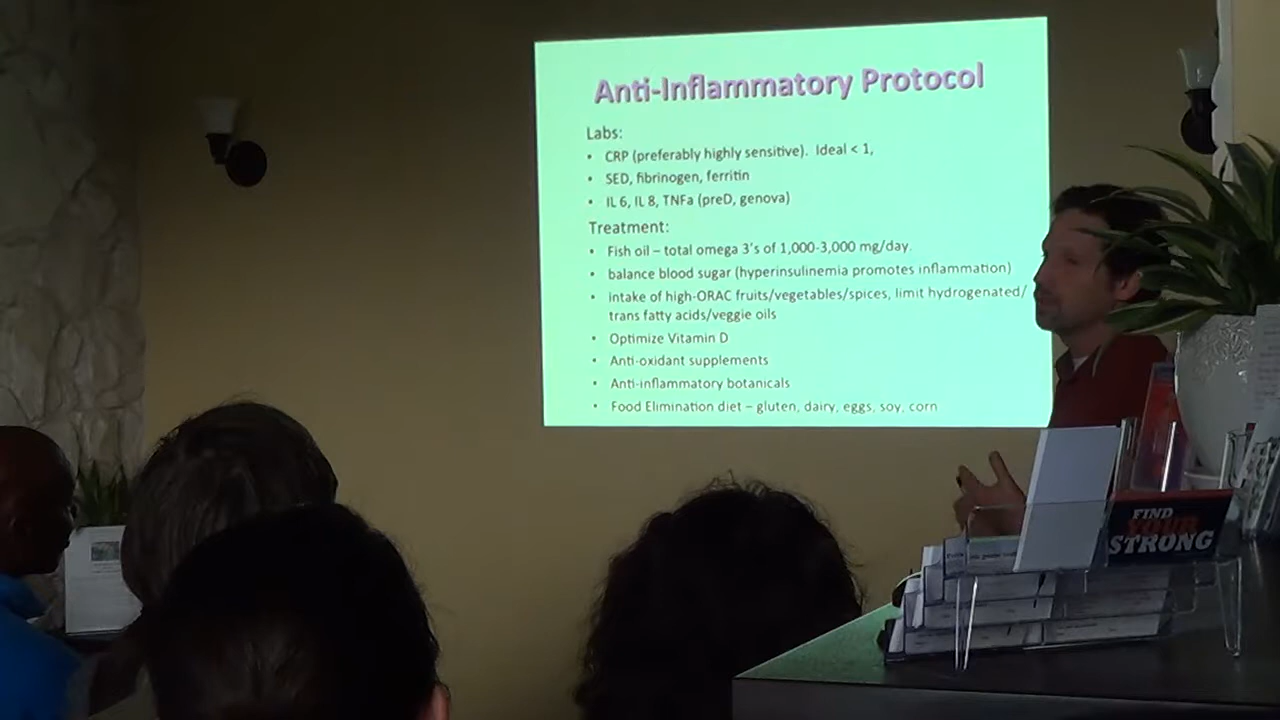 Anti-Inflammatory Protocol
Labs:
• CRP (preferably highly sensitive). Ideal < 1,
• SED, fibrinogen, ferritin
• IL 6, IL 8, TNFa (preD, genova)
Treatment:
• Fish oil – total omega 3's of 1,000-3,000 mg/day.
• balance blood sugar (hyperinsulinemia promotes inflammation)
• intake of high-ORAC fruits/vegetables/spices, limit hydrogenated/
trans fatty acids/veggie oils
• Optimize Vitamin D
• Anti-oxidant supplements
• Anti-inflammatory botanicals
• Food Elimination diet – gluten, dairy, eggs, soy, corn
FIND
YOUR
STRONG